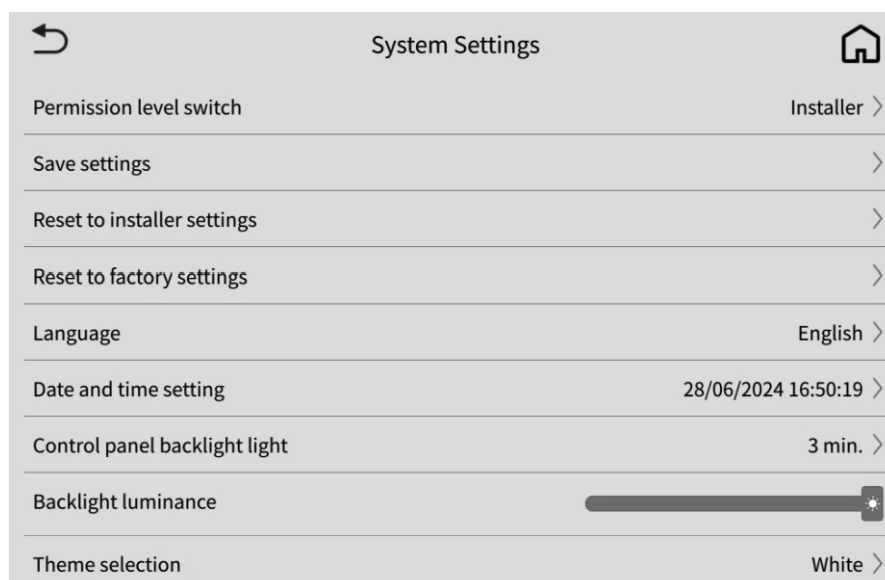 System Settings
Permission level switch Installer
Save settings
Reset to installer settings
Reset to factory settings
Language English
Date and time setting 28/06/2024 16:50:19
Control panel backlight light 3 min.
Backlight luminance
Theme selection White